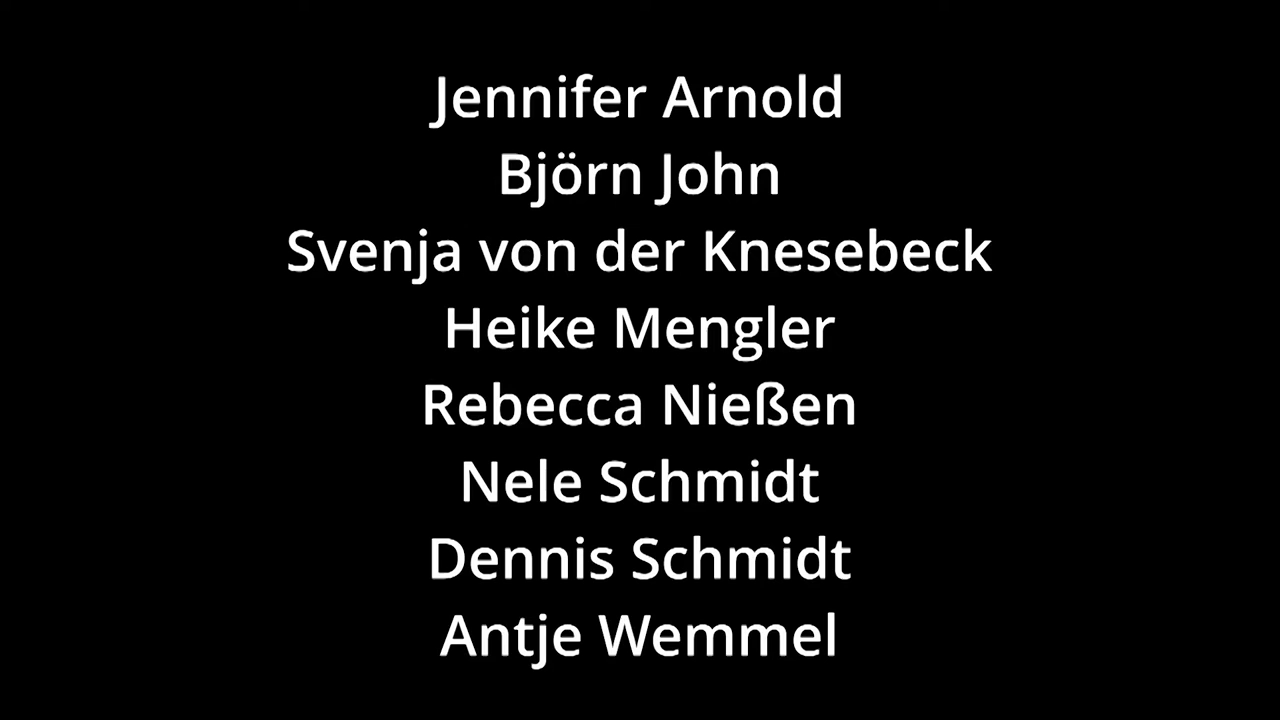 Jennifer Arnold
Björn John
Svenja von der Knesebeck
Heike Mengler
Rebecca Nießen
Nele Schmidt
Dennis Schmidt
Antje Wemmel